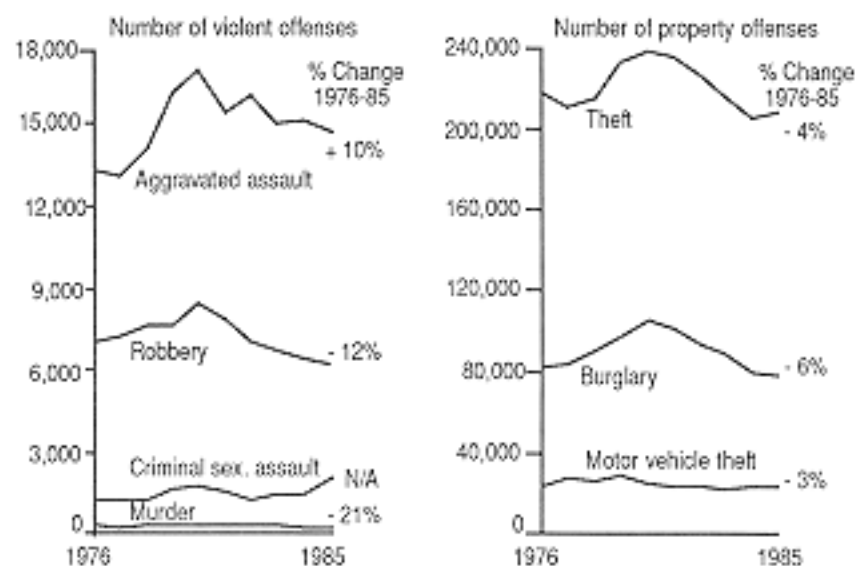 Number of violent offenses
18,000
% Change
1976-85
15,000
+ 10%
Aggravated assault
12,000
9,000
Robbery
- 12%
6,000
3,000
Criminal sex. assault
N/A
Murder
- 21%
0
1976
1985
Number of property offenses
240,000
% Change
1976-85
Theft
200,000
- 4%
160,000
120,000
80,000
Burglary
- 6%
40,000
Motor vehicle theft
- 3%
0
1976
1985